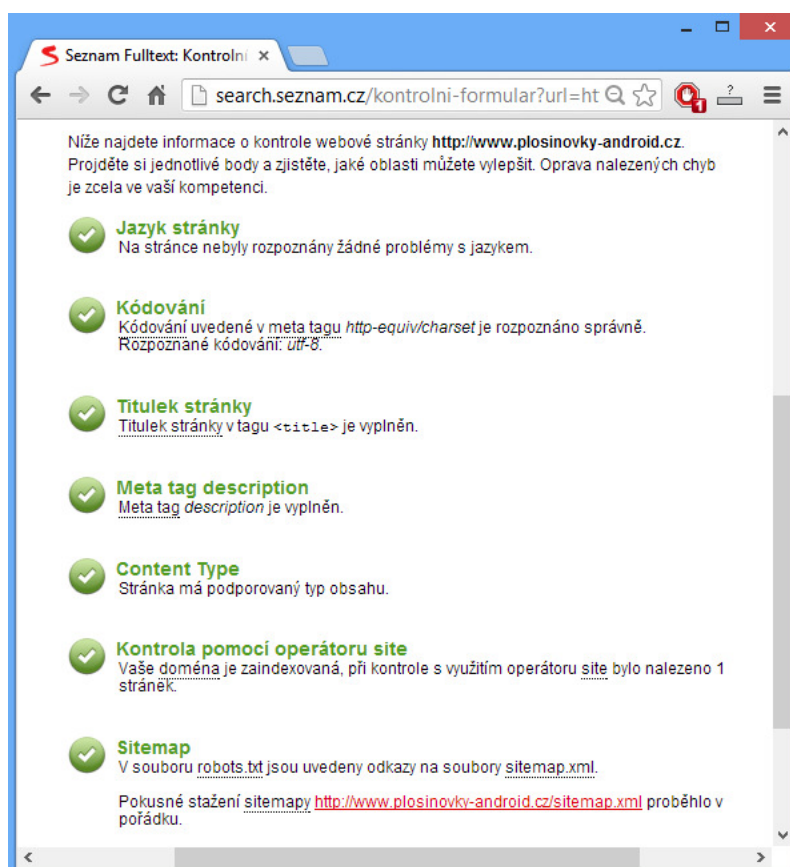 Seznam Fulltext: Kontrolní
search.seznam.cz/kontrolni-formular?url=ht
?
1
Níže najdete informace o kontrole webové stránky http://www.plosinovky-android.cz.
Projděte si jednotlivé body a zjistěte, jaké oblasti můžete vylepšit. Oprava nalezených chyb
je zcela ve vaší kompetenci.
Jazyk stránky
Na stránce nebyly rozpoznány žádné problémy s jazykem.
Kódování
Kódování uvedené v meta tagu http-equiv/charset je rozpoznáno správně.
Rozpoznané kódování: utf-8.
Titulek stránky
Titulek stránky v tagu <title> je vyplněn.
Meta tag description
Meta tag description je vyplněn.
Content Type
Stránka má podporovaný typ obsahu.
Kontrola pomocí operátoru site
Vaše doména je zaindexovaná, při kontrole s využitím operátoru site bylo nalezeno 1
stránek.
Sitemap
V souboru robots.txt jsou uvedeny odkazy na soubory sitemap.xml.
Pokusné stažení sitemapy http://www.plosinovky-android.cz/sitemap.xml proběhlo v
pořádku.